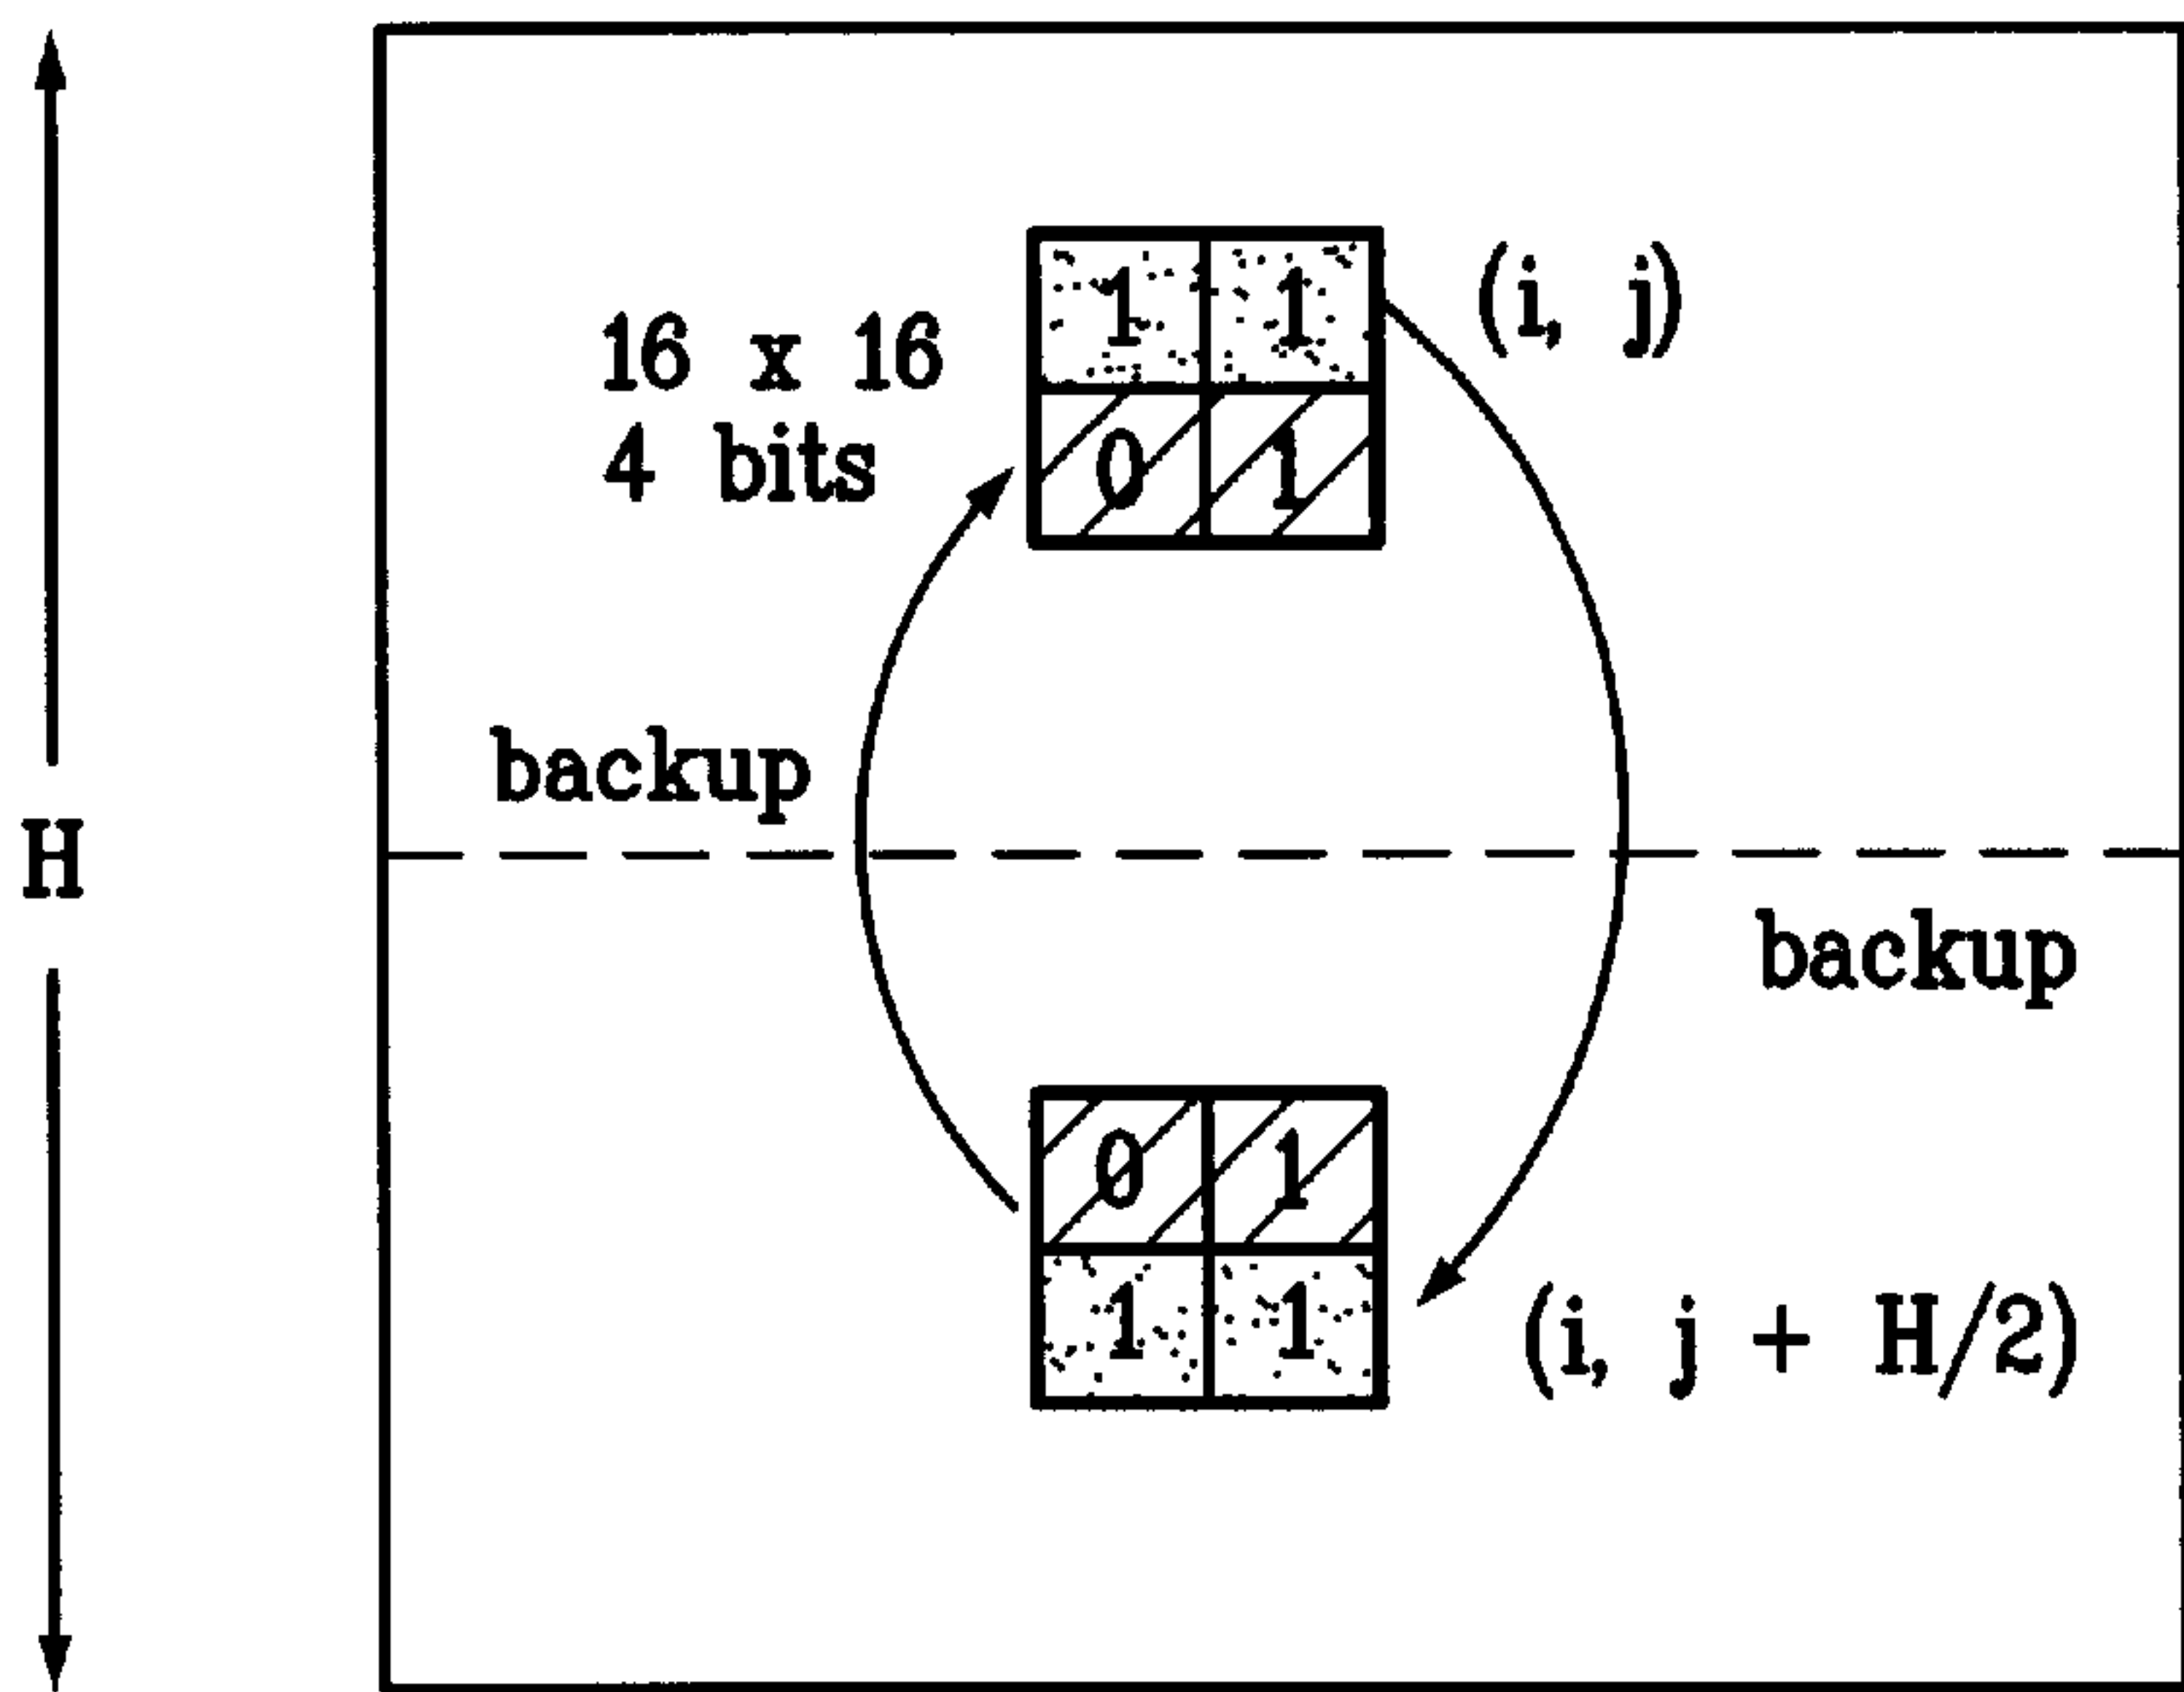 1 1
(i, j)
16 x 16
4 bits
0 1
backup
H
backup
0 1
1 1
(i, j + H/2)